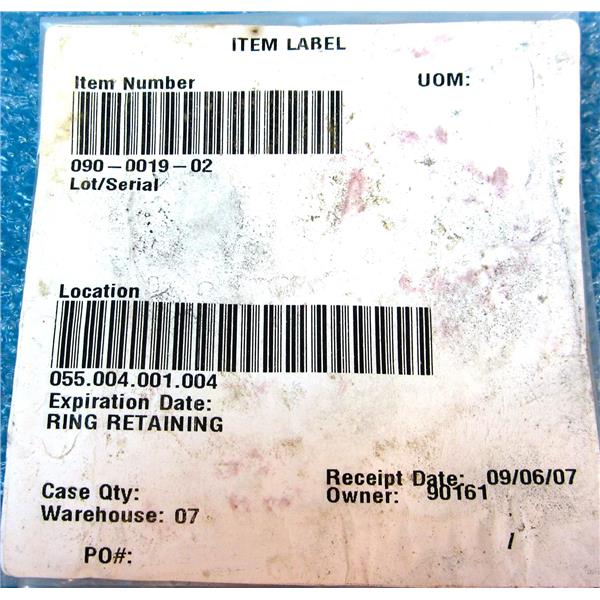 ITEM LABEL
Item Number UOM:
090-0019-02
Lot/Serial
Location
055.004.001.004
Expiration Date:
RING RETAINING
Receipt Date: 09/06/07
Case Qty: Owner: 90161
Warehouse: 07
/
PO#: